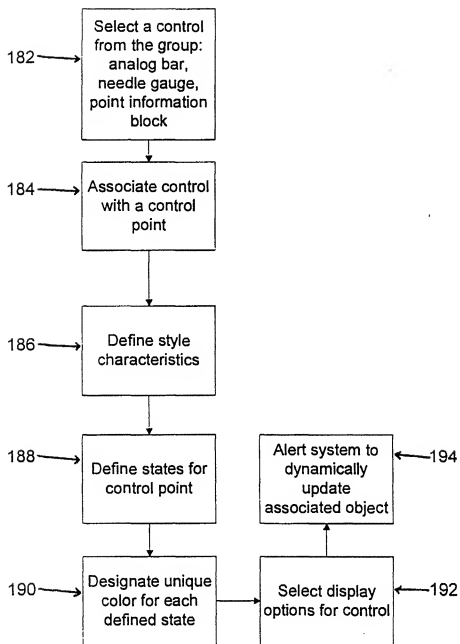 182
Select a control
from the group:
analog bar,
needle gauge,
point information
block
184
Associate control
with a control
point
186
Define style
characteristics
188
Define states for
control point
Alert system to
dynamically
update
associated object
194
190
Designate unique
color for each
defined state
Select display
options for control
192